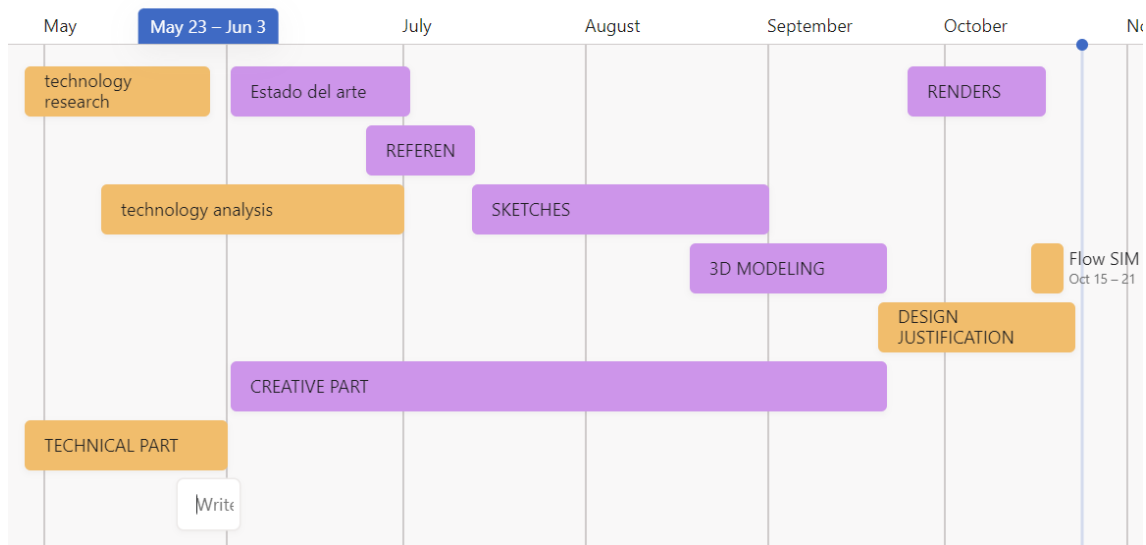 May
May 23 – Jun 3
July
August
September
October
No
technology
research
Estado del arte
RENDERS
REFEREN
technology analysis
SKETCHES
3D MODELING
Flow SIM
Oct 15 – 21
DESIGN
JUSTIFICATION
CREATIVE PART
TECHNICAL PART
Write